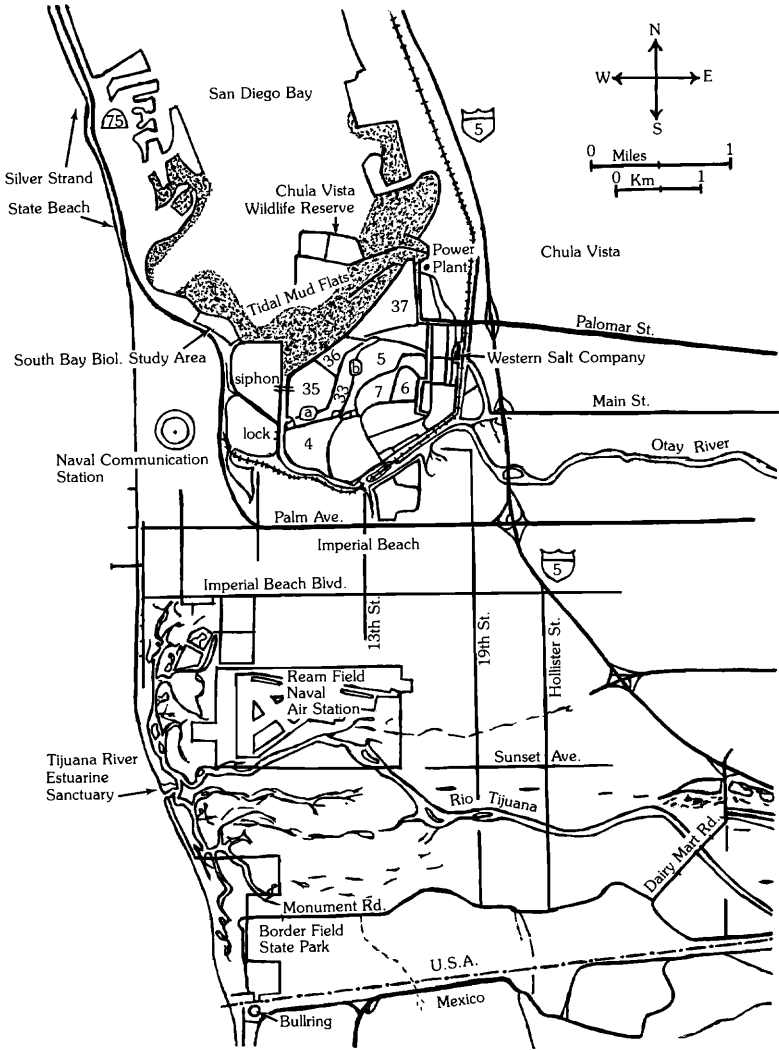 N
W E
S
San Diego Bay
75
5
0 Miles 1
0 Km 1
Silver Strand
State Beach
Chula Vista
Wildlife Reserve
Power
Plant
Chula Vista
Tidal Mud Flats
37
Palomar St.
South Bay Biol. Study Area
36
5
b
Western Salt Company
siphon
35
33
7
6
a
Main St.
lock
4
Otay River
Naval Communication
Station
Palm Ave.
Imperial Beach
5
Imperial Beach Blvd.
13th St.
19th St.
Hollister St.
Ream Field
Naval
Air Station
Tijuana River
Estuarine
Sanctuary
Sunset Ave.
Rio Tijuana
Dairy Mart Rd.
Monument Rd.
Border Field
State Park
U.S.A.
Mexico
Bullring